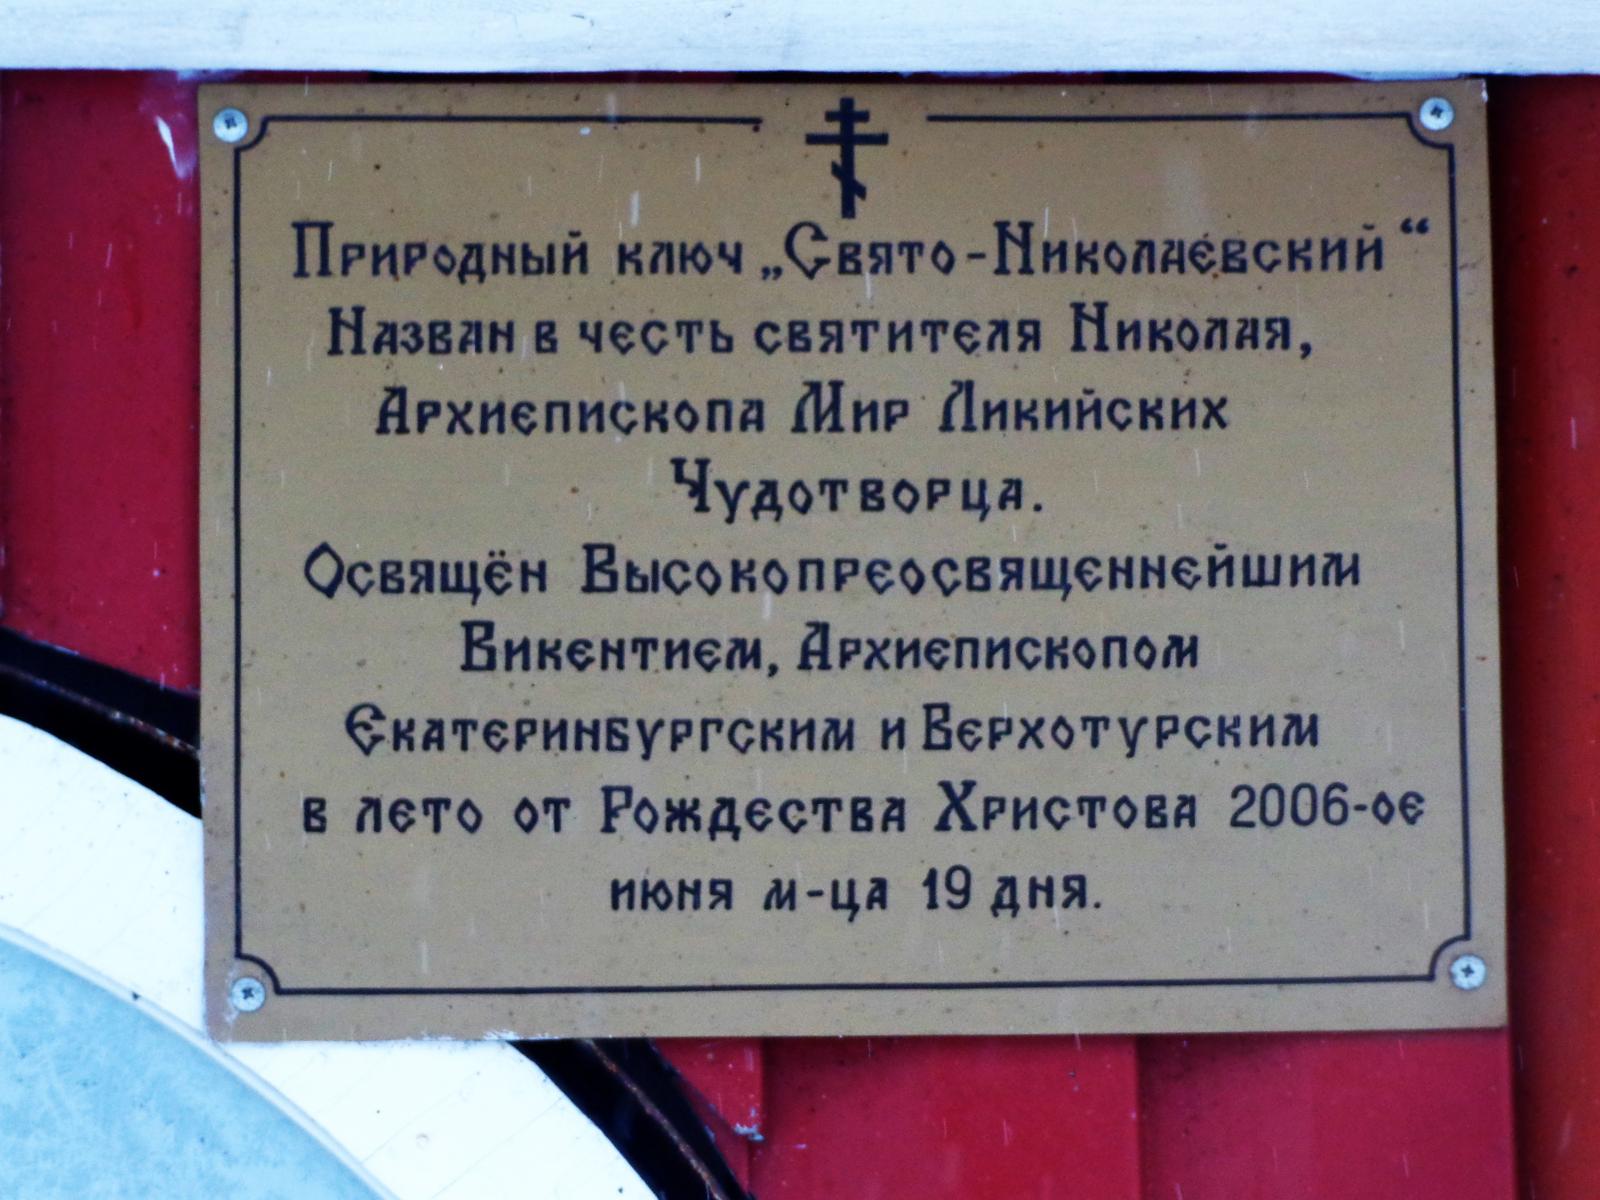 Природный ключ „Свято-Николаевский“
Назван в честь святителя Николая,
Архиепископа Мир Ликийских
Чудотворца.
Освящён Высокопреосвященнейшим
Викентием, Архиепископом
Екатеринбургским и Верхотурским
в лето от Рождества Христова 2006-ое
июня м-ца 19 дня.